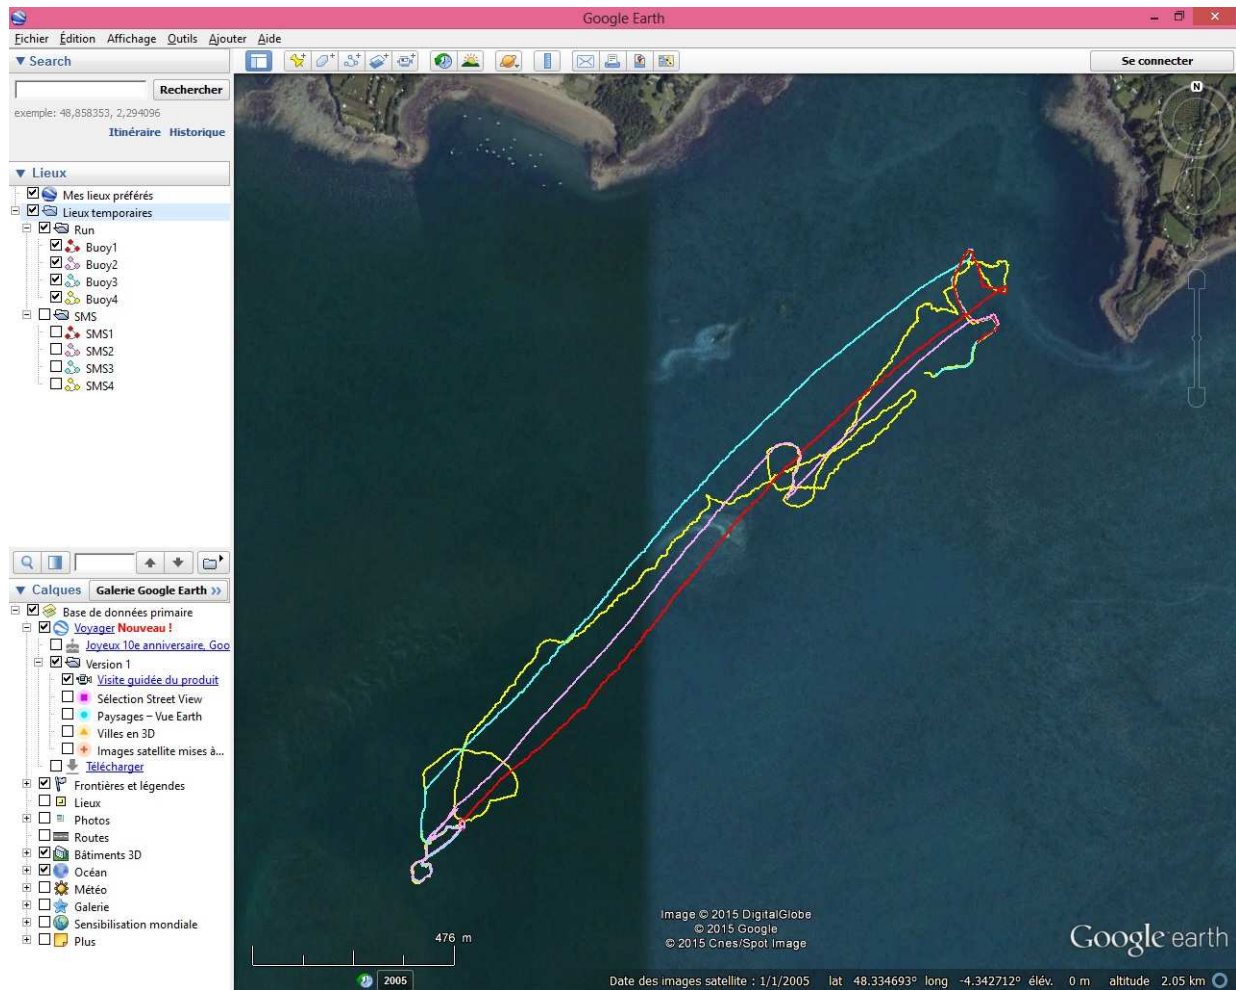 Google Earth
Fichier Édition Affichage Outils Ajouter Aide
Search
Se connecter
Rechercher
exemple: 48,858353, 2,294096
Itinéraire Historique
N
Lieux
Mes lieux préférés
Lieux temporaires
Run
Buoy1
Buoy2
Buoy3
Buoy4
SMS
SMS1
SMS2
SMS3
SMS4
Calques Galerie Google Earth >>
Base de données primaire
Voyager Nouveau !
Joyeux 10e anniversaire, Goo
Version 1
Visite guidée du produit
Sélection Street View
Paysages – Vue Earth
Villes en 3D
Images satellite mises à...
Télécharger
Frontières et légendes
Lieux
Photos
Routes
Bâtiments 3D
Océan
Météo
Galerie
Sensibilisation mondiale
Plus
476 m
Image © 2015 DigitalGlobe
© 2015 Google
© 2015 Cnes/Spot Image
Google earth
2005
Date des images satellite : 1/1/2005 lat 48.334693° long -4.342712° élév. 0 m altitude 2.05 km